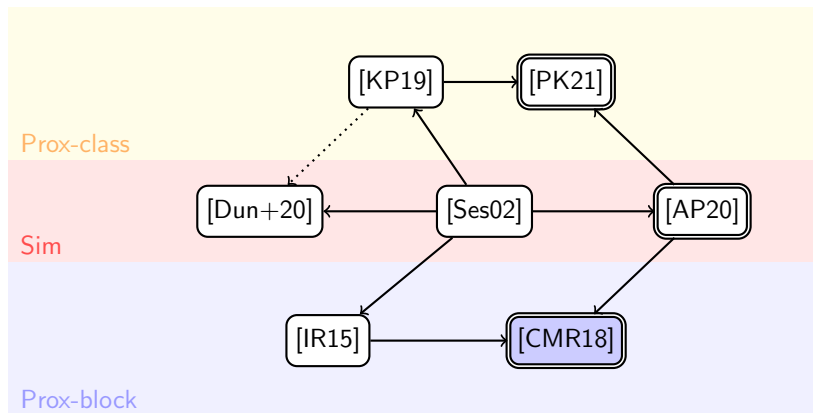 [KP19] [PK21]
Prox-class
[Dun+20] [Ses02] [AP20]
Sim
[IR15] [CMR18]
Prox-block